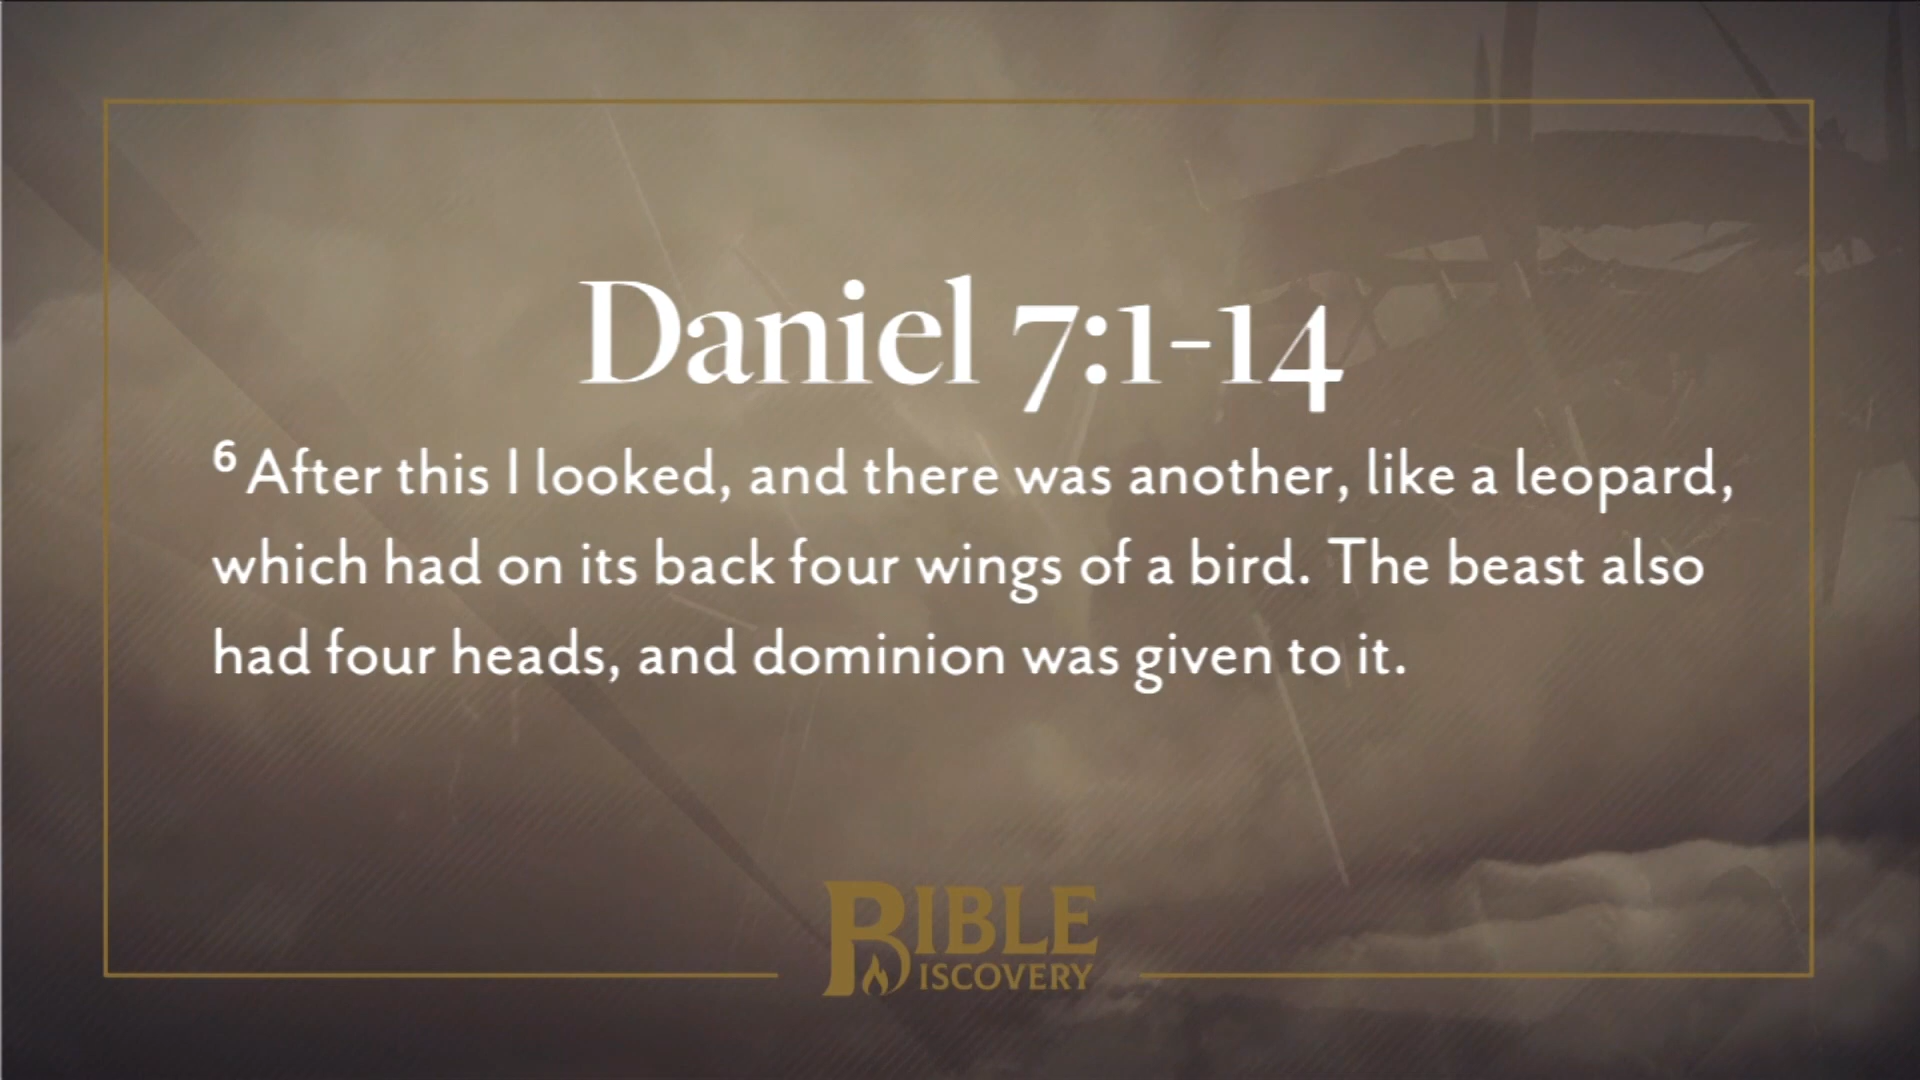 Daniel 7:1-14
6 After this I looked, and there was another, like a leopard,
which had on its back four wings of a bird. The beast also
had four heads, and dominion was given to it.
BIBLE
DISCOVERY